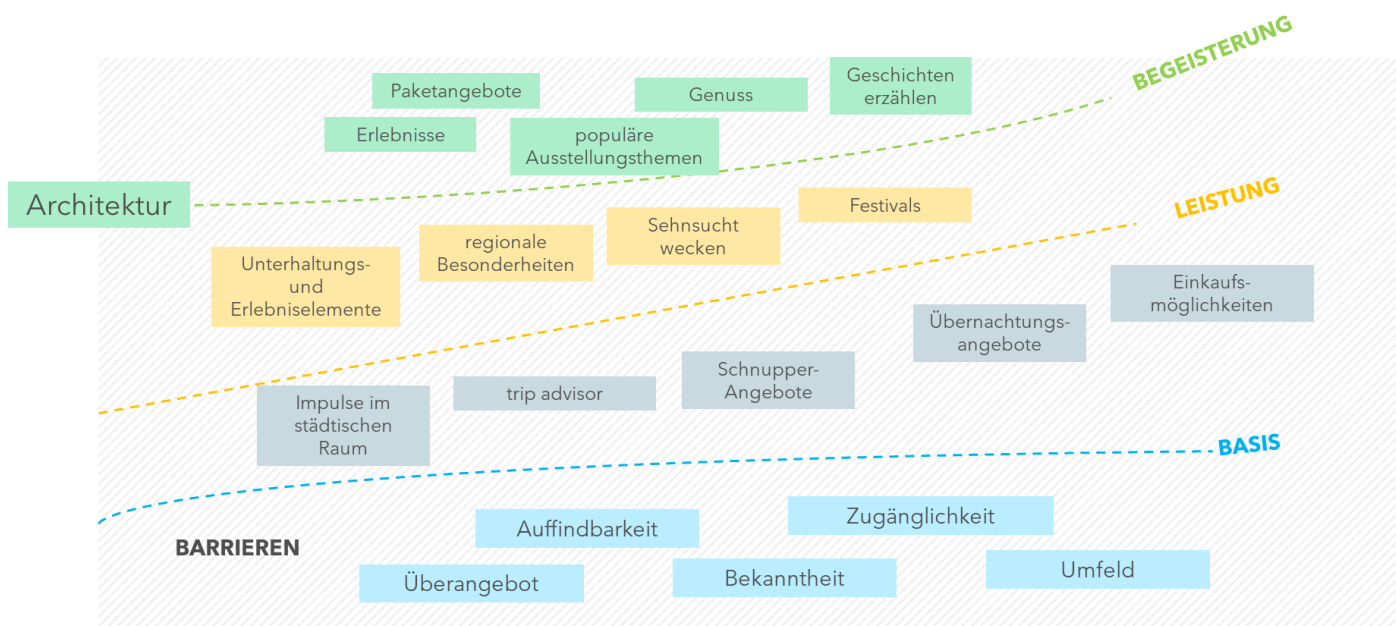 BEGEISTERUNG
Geschichten
erzählen
Paketangebote
Genuss
Erlebnisse
populäre
Ausstellungsthemen
Architektur
LEISTUNG
Festivals
Sehnsucht
wecken
regionale
Besonderheiten
Unterhaltungs-
und
Erlebniselemente
Einkaufs-
möglichkeiten
Übernachtungs-
angebote
Schnupper-
Angebote
trip advisor
Impulse im
städtischen
Raum
BASIS
Zugänglichkeit
Auffindbarkeit
BARRIEREN
Umfeld
Bekanntheit
Überangebot